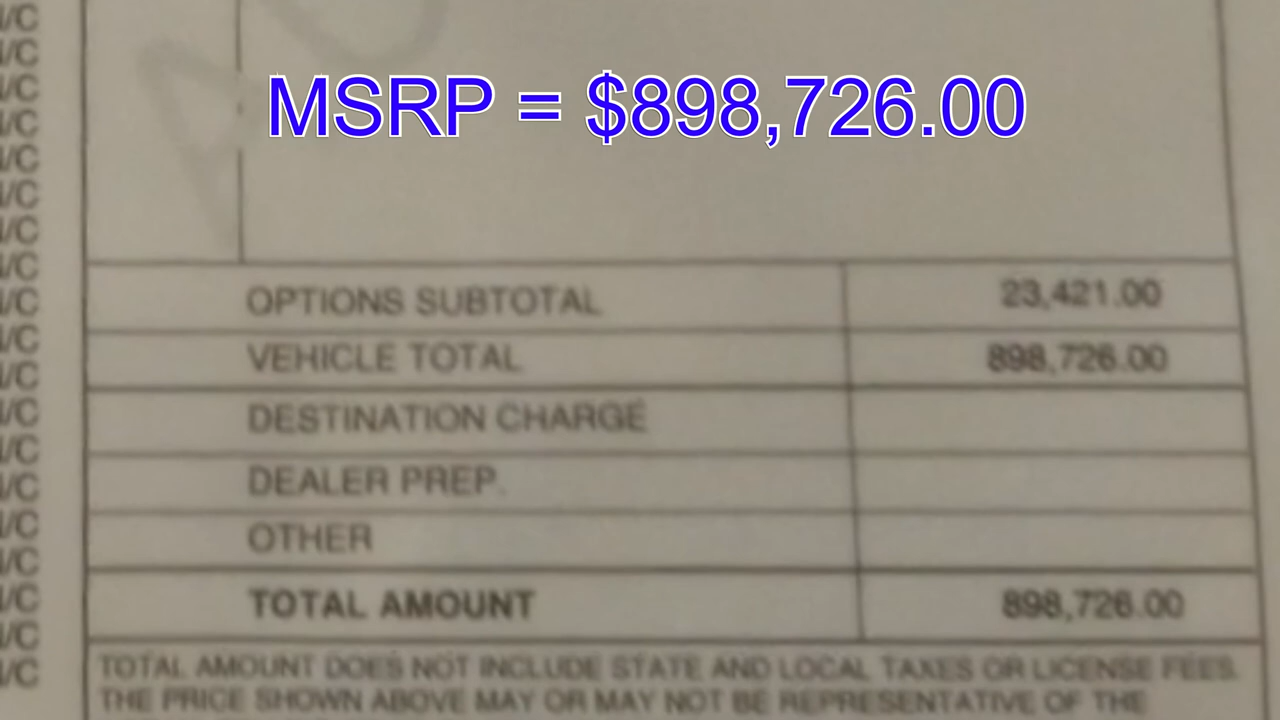 MSRP = $898,726.00
OPTIONS SUBTOTAL 23,421.00
VEHICLE TOTAL 898,726.00
DESTINATION CHARGE
DEALER PREP.
OTHER
TOTAL AMOUNT 898,726.00
TOTAL AMOUNT DOES NOT INCLUDE STATE AND LOCAL TAXES OR LICENSE FEES.
THE PRICE SHOWN ABOVE MAY OR MAY NOT BE REPRESENTATIVE OF THE